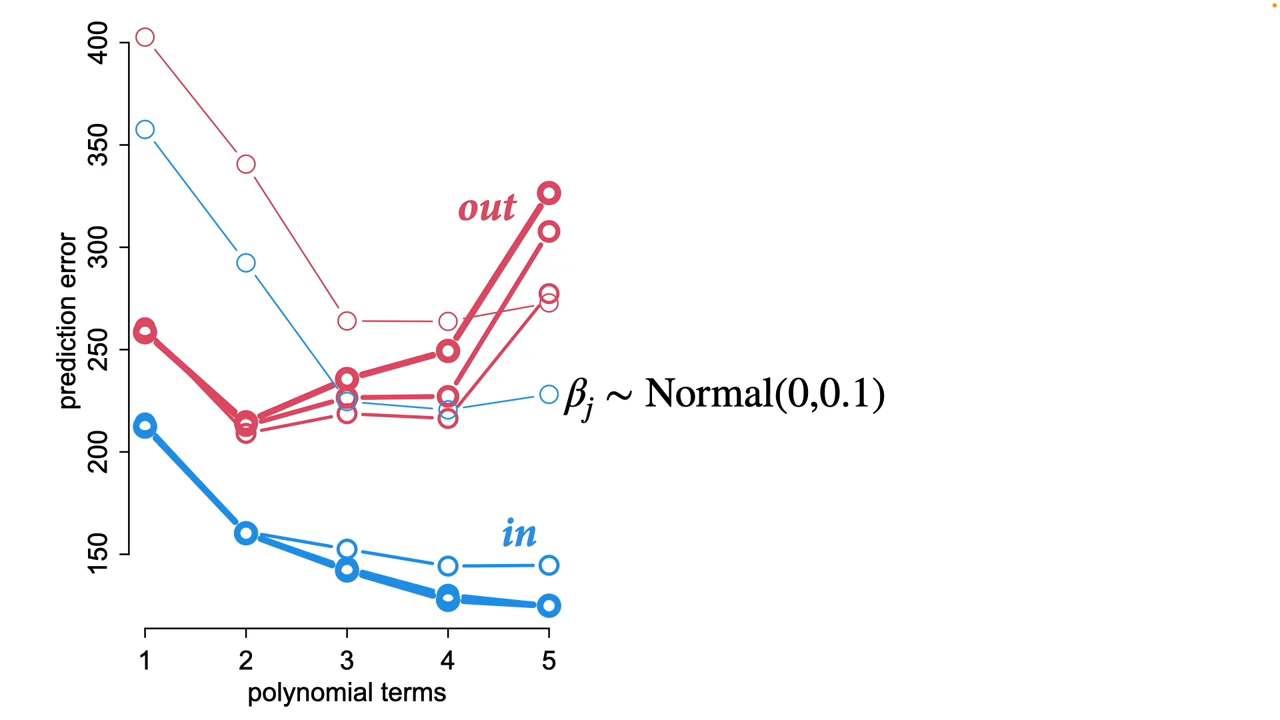 400
350
300
250
200
150
prediction error
out
βj ~ Normal(0,0.1)
in
1 2 3 4 5
polynomial terms